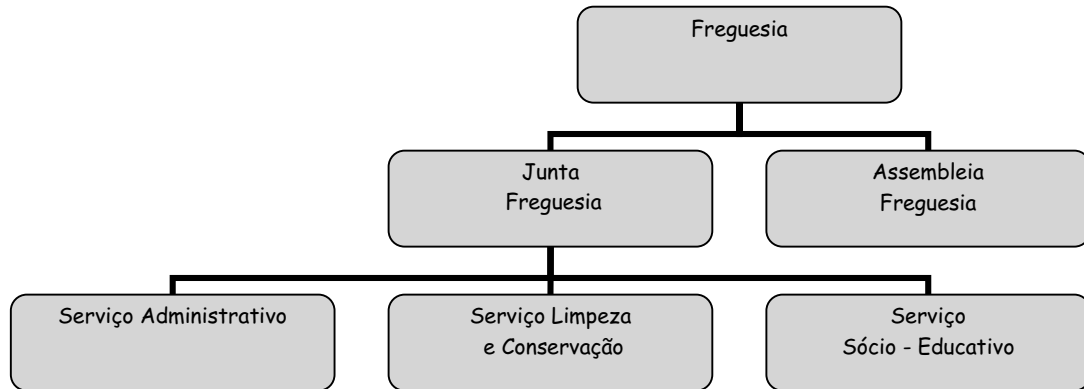 Freguesia
Junta
Freguesia
Assembleia
Freguesia
Serviço Administrativo
Serviço Limpeza
e Conservação
Serviço
Sócio - Educativo